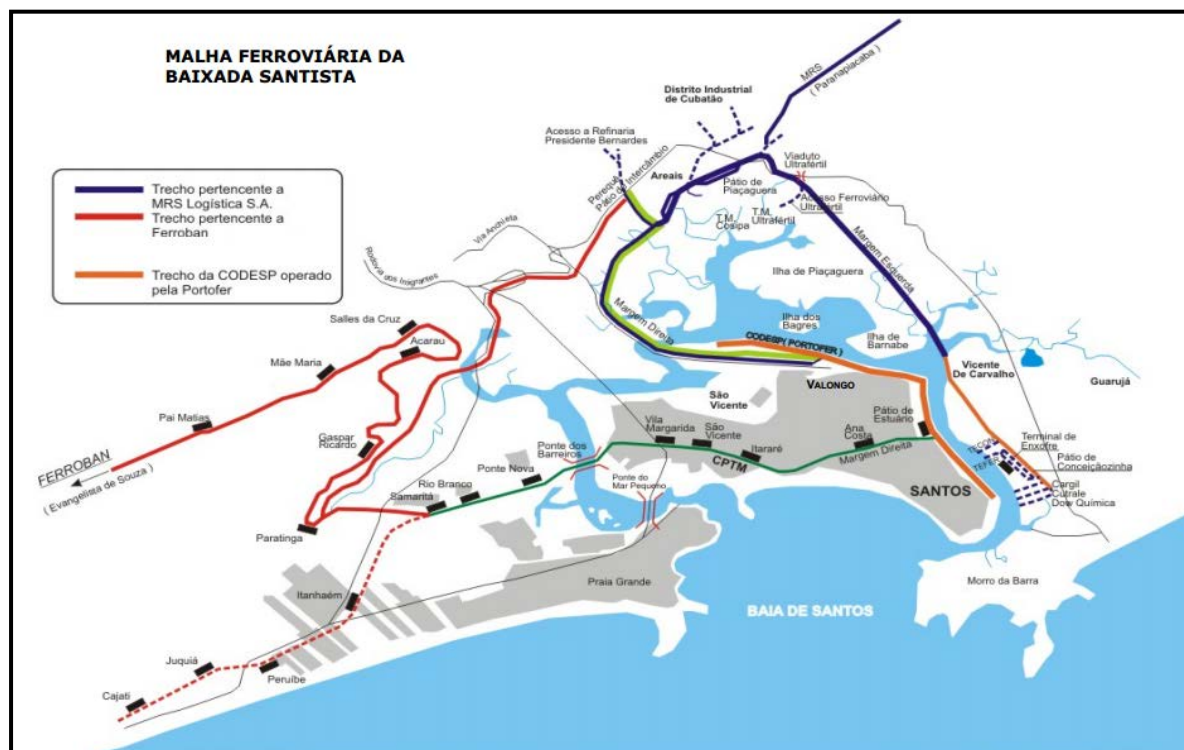 MALHA FERROVIÁRIA DA
BAIXADA SANTISTA
MRS
( Paranapiacaba )
Distrito Industrial
de Cubatão
Acesso a Refinaria
Presidente Bernardes
Perequê
Pátio de Intercâmbio
Areais
Pátio de
Piaçaguera
Viaduto
Ultrafértil
Acesso Ferroviário
Ultrafértil
T.M.
Cosipa
T.M.
Ultrafértil
Trecho pertencente a
MRS Logística S.A.
Trecho pertencente a
Ferroban
Trecho da CODESP operado
pela Portofer
Via Anchieta
Rodovia dos Imigrantes
Margem Esquerda
Ilha de Piaçaguera
Margem Direita
Ilha dos
Bagres
Ilha de
Barnabe
CODESP( PORTOFER )
Salles da Cruz
Acarau
Mãe Maria
Pai Matias
Gaspar
Ricardo
FERROBAN
( Evangelista de Souza )
Paratinga
Vicente
De Carvalho
Guarujá
VALONGO
São
Vicente
Pátio de
Estuário
Vila
Margarida
São
Vicente
Itararé
Ana
Costa
Margem Direita
CPTM
Ponte dos
Barreiros
Ponte Nova
Rio Branco
Samaritá
Ponte do
Mar Pequeno
SANTOS
TECON
TEFER
Terminal de
Enxofre
Pátio de
Conceiçãozinha
Cargil
Cutrale
Dow Química
Itanhaém
Praia Grande
Morro da Barra
BAIA DE SANTOS
Juquiá
Peruíbe
Cajati